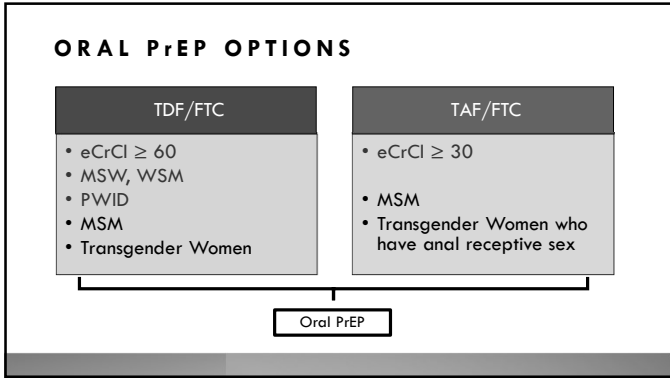 ORAL PrEP OPTIONS
TDF/FTC
• eCrCl ≥ 60
• MSW, WSM
• PWID
• MSM
• Transgender Women
TAF/FTC
• eCrCl ≥ 30
• MSM
• Transgender Women who
have anal receptive sex
Oral PrEP